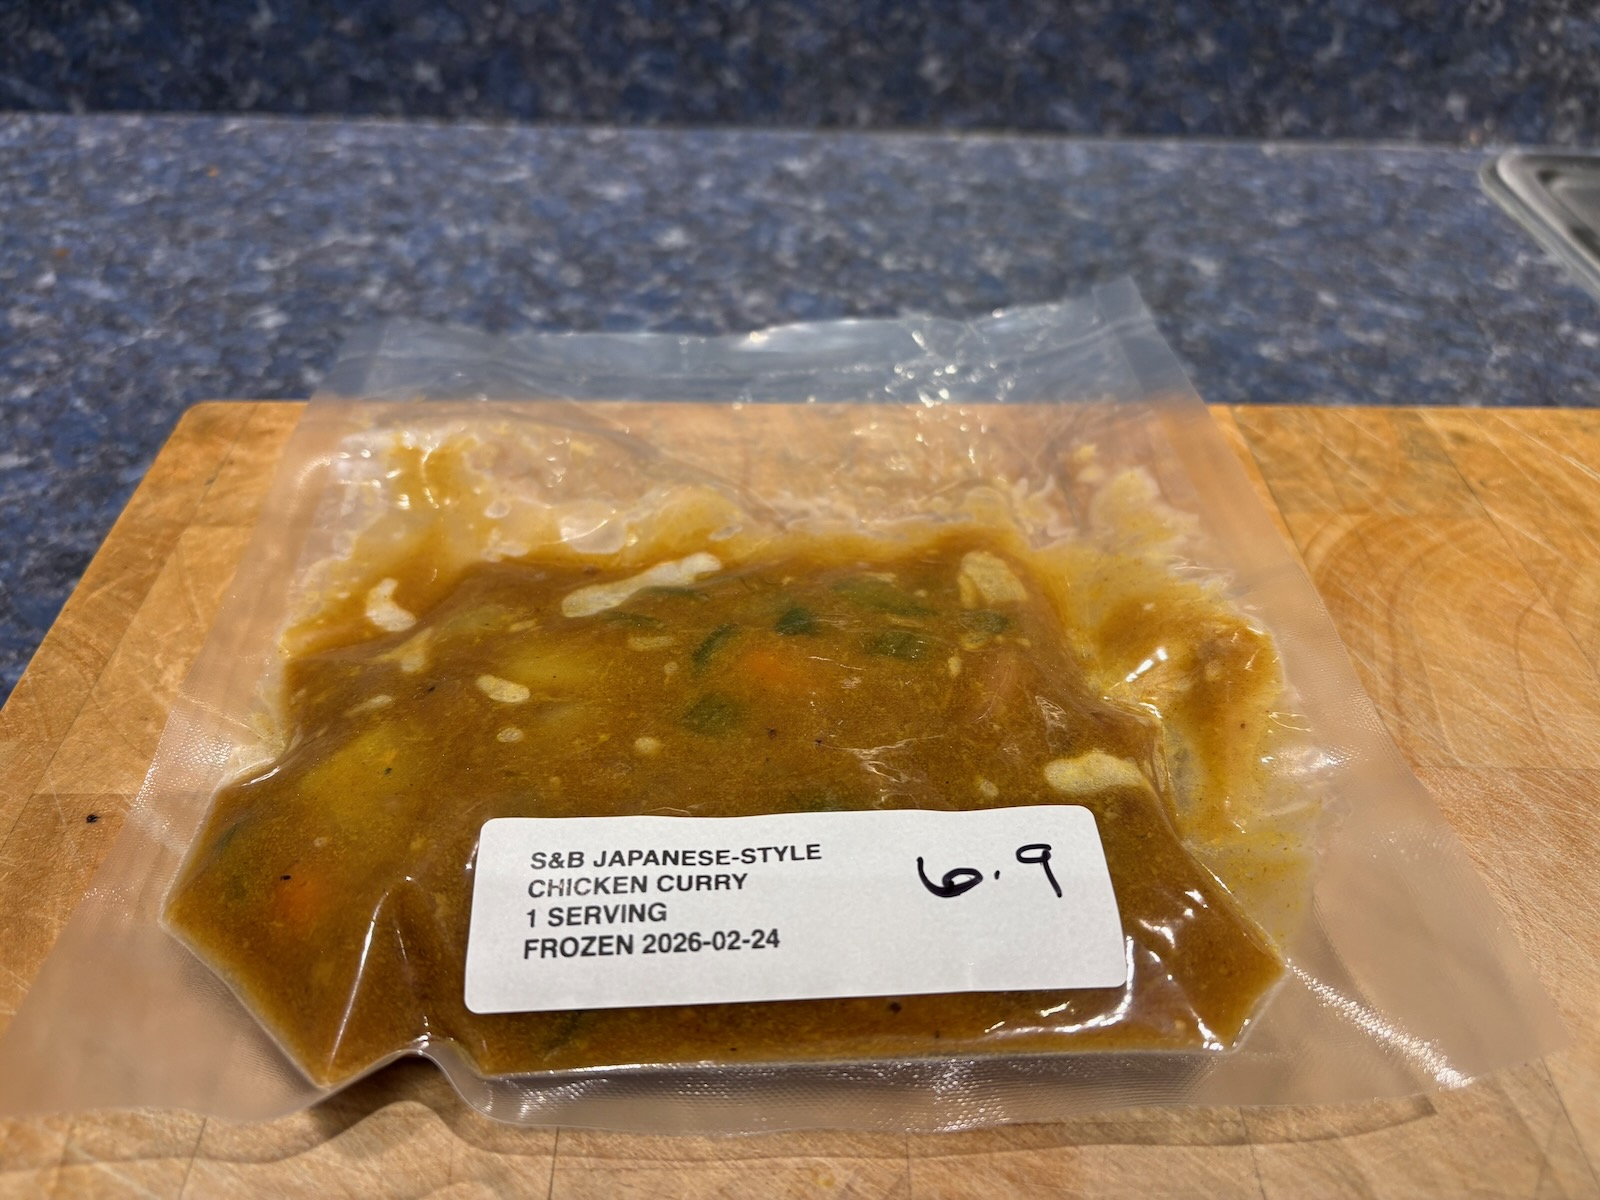 S&B JAPANESE-STYLE
CHICKEN CURRY
1 SERVING
FROZEN 2026-02-24
6.9